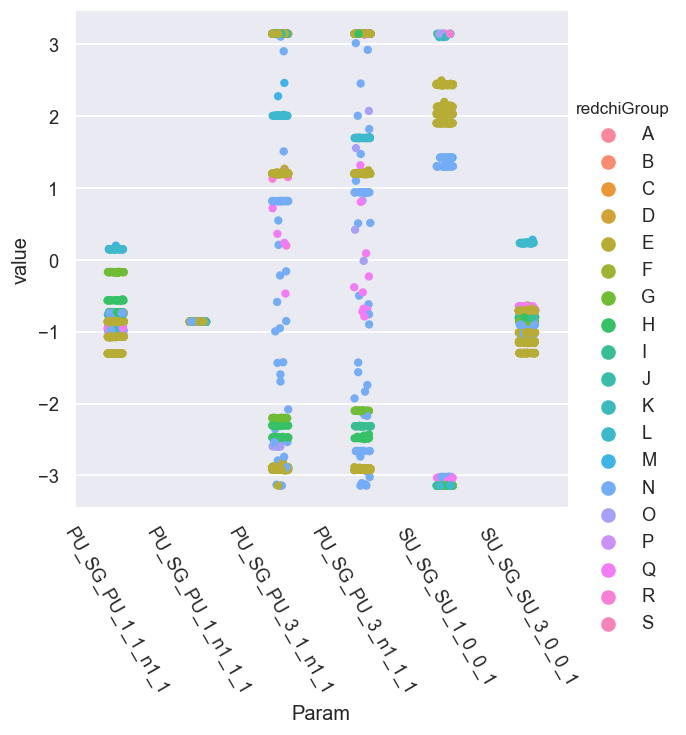 redchiGroup
A
B
C
D
E
F
G
H
I
J
K
L
M
N
O
P
Q
R
S
value
3
2
1
0
−1
−2
−3
PU_SG_PU_1_1_n1_1
PU_SG_PU_1_n1_1_1
PU_SG_PU_3_1_n1_1
PU_SG_PU_3_n1_1_1
SU_SG_SU_1_0_0_1
SU_SG_SU_3_0_0_1
Param